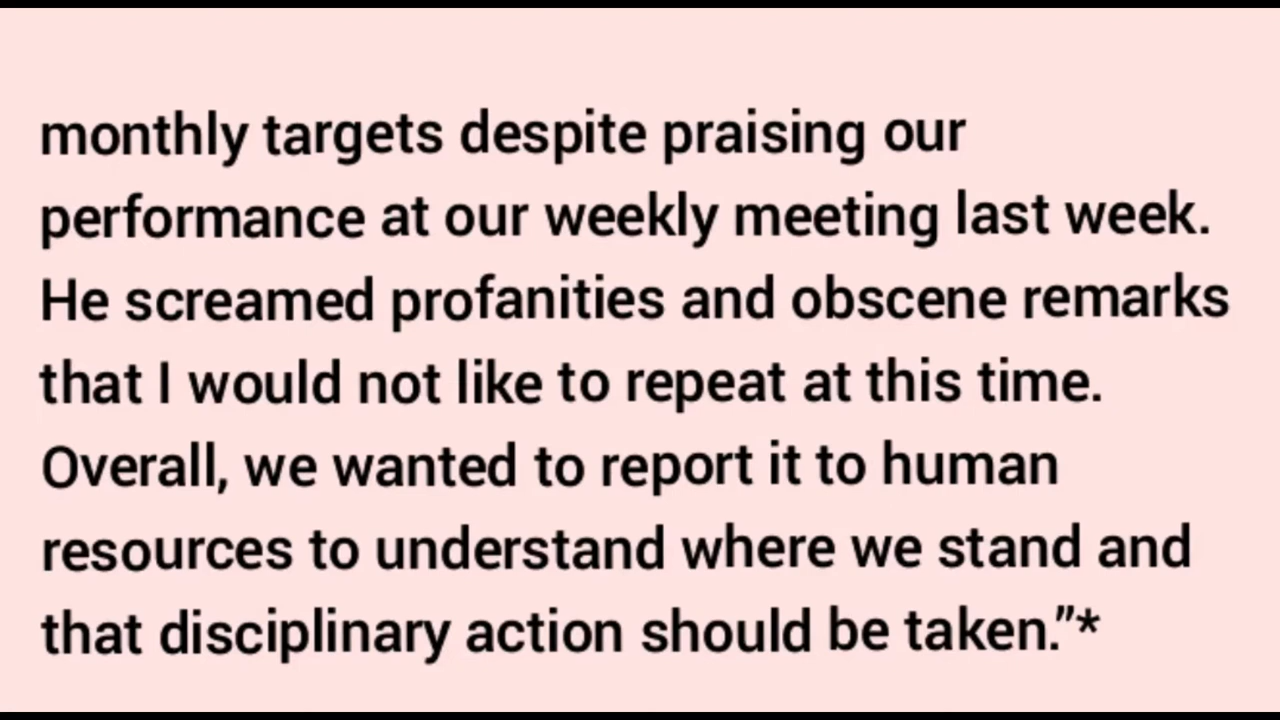 monthly targets despite praising our
performance at our weekly meeting last week.
He screamed profanities and obscene remarks
that I would not like to repeat at this time.
Overall, we wanted to report it to human
resources to understand where we stand and
that disciplinary action should be taken.”*